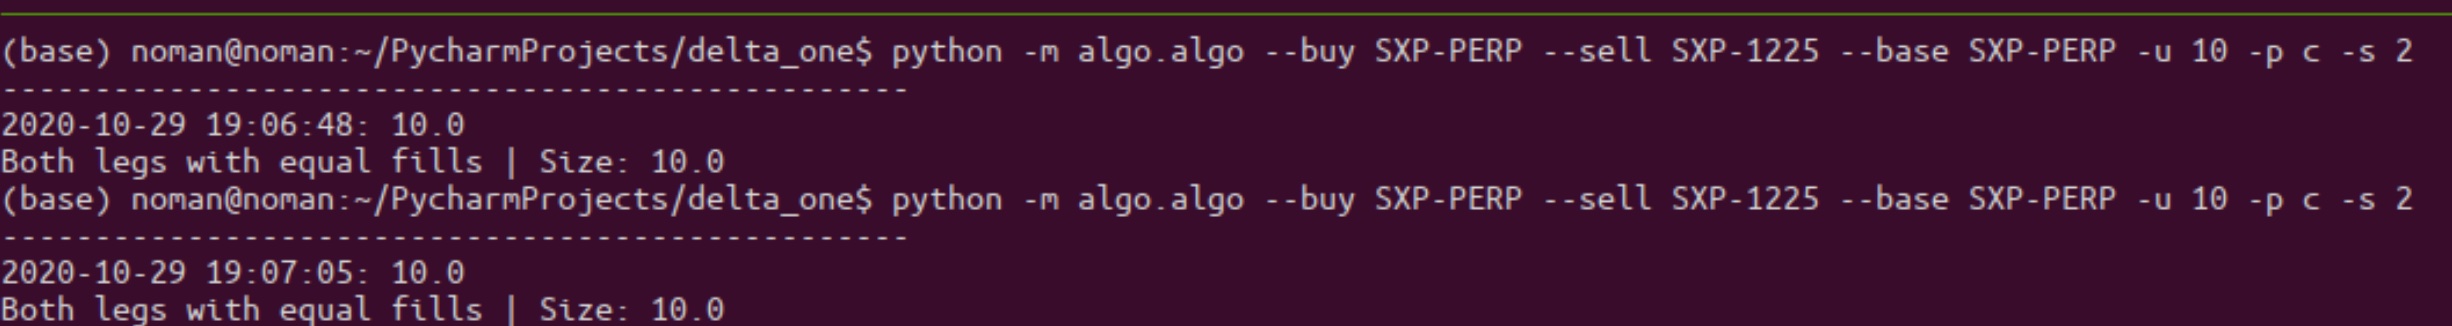 (base) noman@noman:~/PycharmProjects/delta_one$ python -m algo.algo --buy SXP-PERP --sell SXP-1225 --base SXP-PERP -u 10 -p c -s 2
-------------------------------------------------
2020-10-29 19:06:48: 10.0
Both legs with equal fills | Size: 10.0
(base) noman@noman:~/PycharmProjects/delta_one$ python -m algo.algo --buy SXP-PERP --sell SXP-1225 --base SXP-PERP -u 10 -p c -s 2
-------------------------------------------------
2020-10-29 19:07:05: 10.0
Both legs with equal fills | Size: 10.0